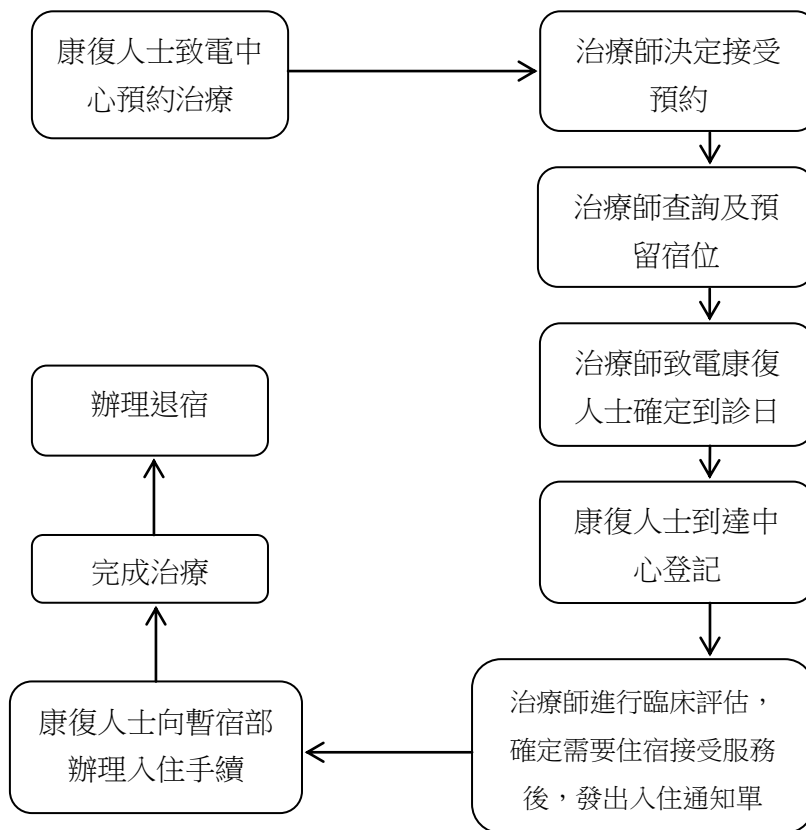 康復人士致電中
心預約治療
治療師決定接受
預約
治療師查詢及預
留宿位
治療師致電康復
人士確定到診日
康復人士到達中
心登記
治療師進行臨床評估，
確定需要住宿接受服務
後，發出入住通知單
康復人士向暫宿部
辦理入住手續
完成治療
辦理退宿